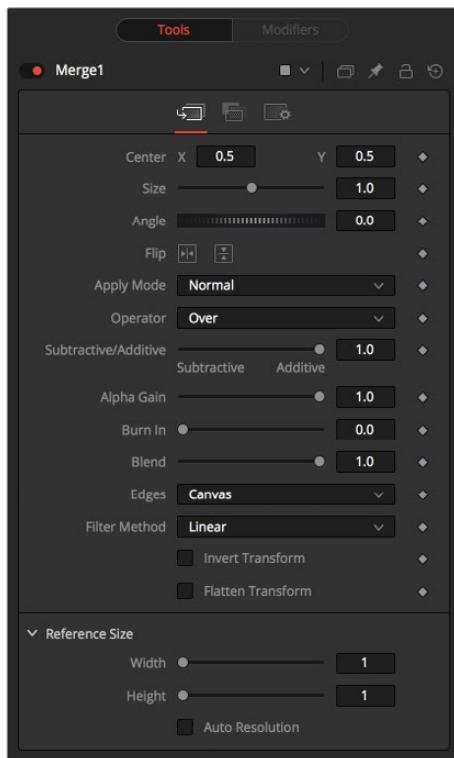 Tools Modifiers
Merge1
Center X 0.5 Y 0.5
Size 1.0
Angle 0.0
Flip
Apply Mode Normal
Operator Over
Subtractive/Additive 1.0
Subtractive Additive
Alpha Gain 1.0
Burn In 0.0
Blend 1.0
Edges Canvas
Filter Method Linear
Invert Transform
Flatten Transform
Reference Size
Width 1
Height 1
Auto Resolution